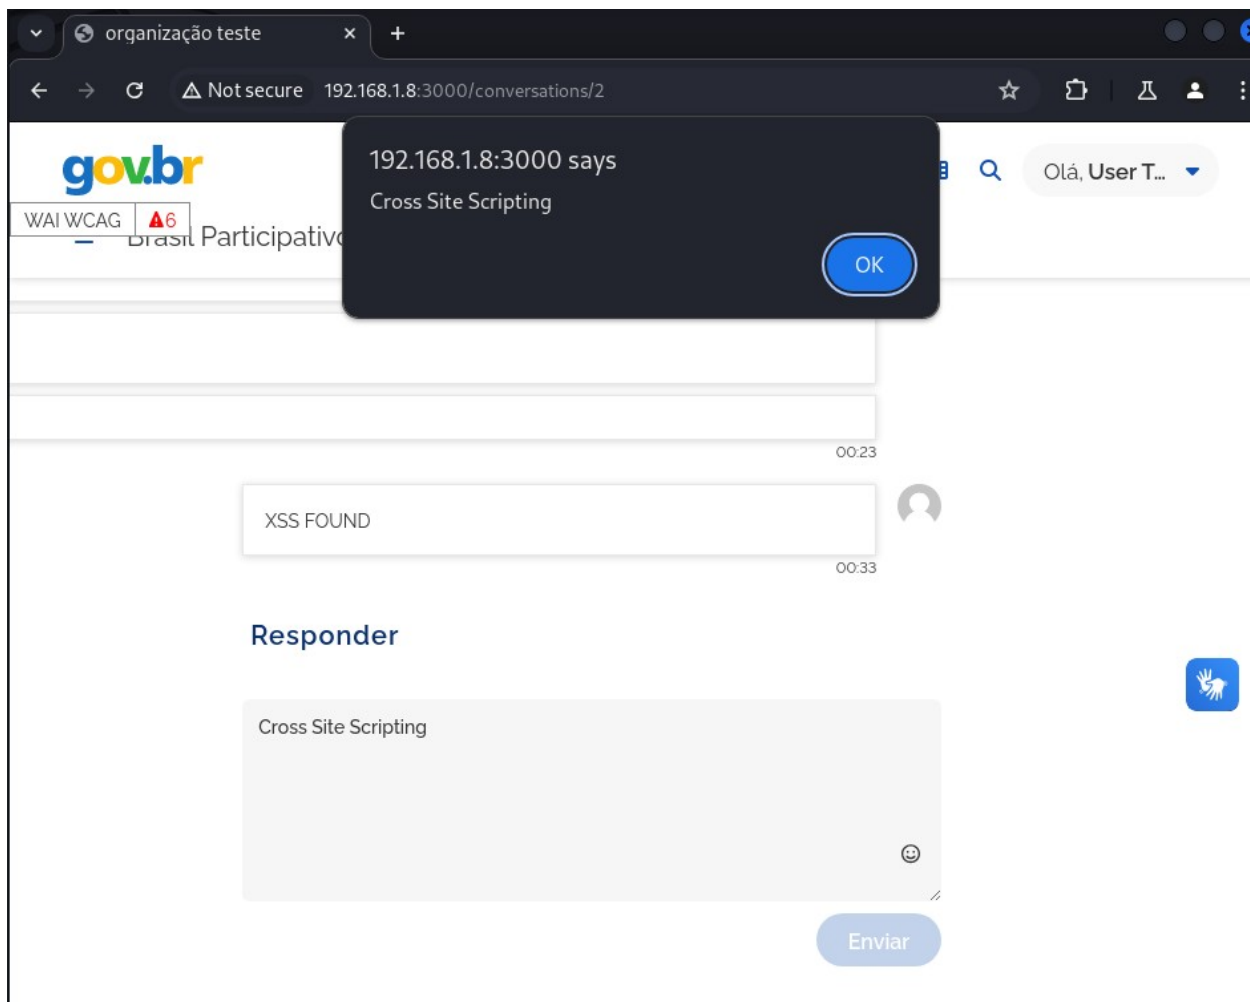 organização teste
Not secure 192.168.1.8:3000/conversations/2
192.168.1.8:3000 says
Cross Site Scripting
OK
gov.br
Olá, User T...
WAI WCAG 6
Brasil Participativo
00:23
XSS FOUND
00:33
Responder
Cross Site Scripting
Enviar